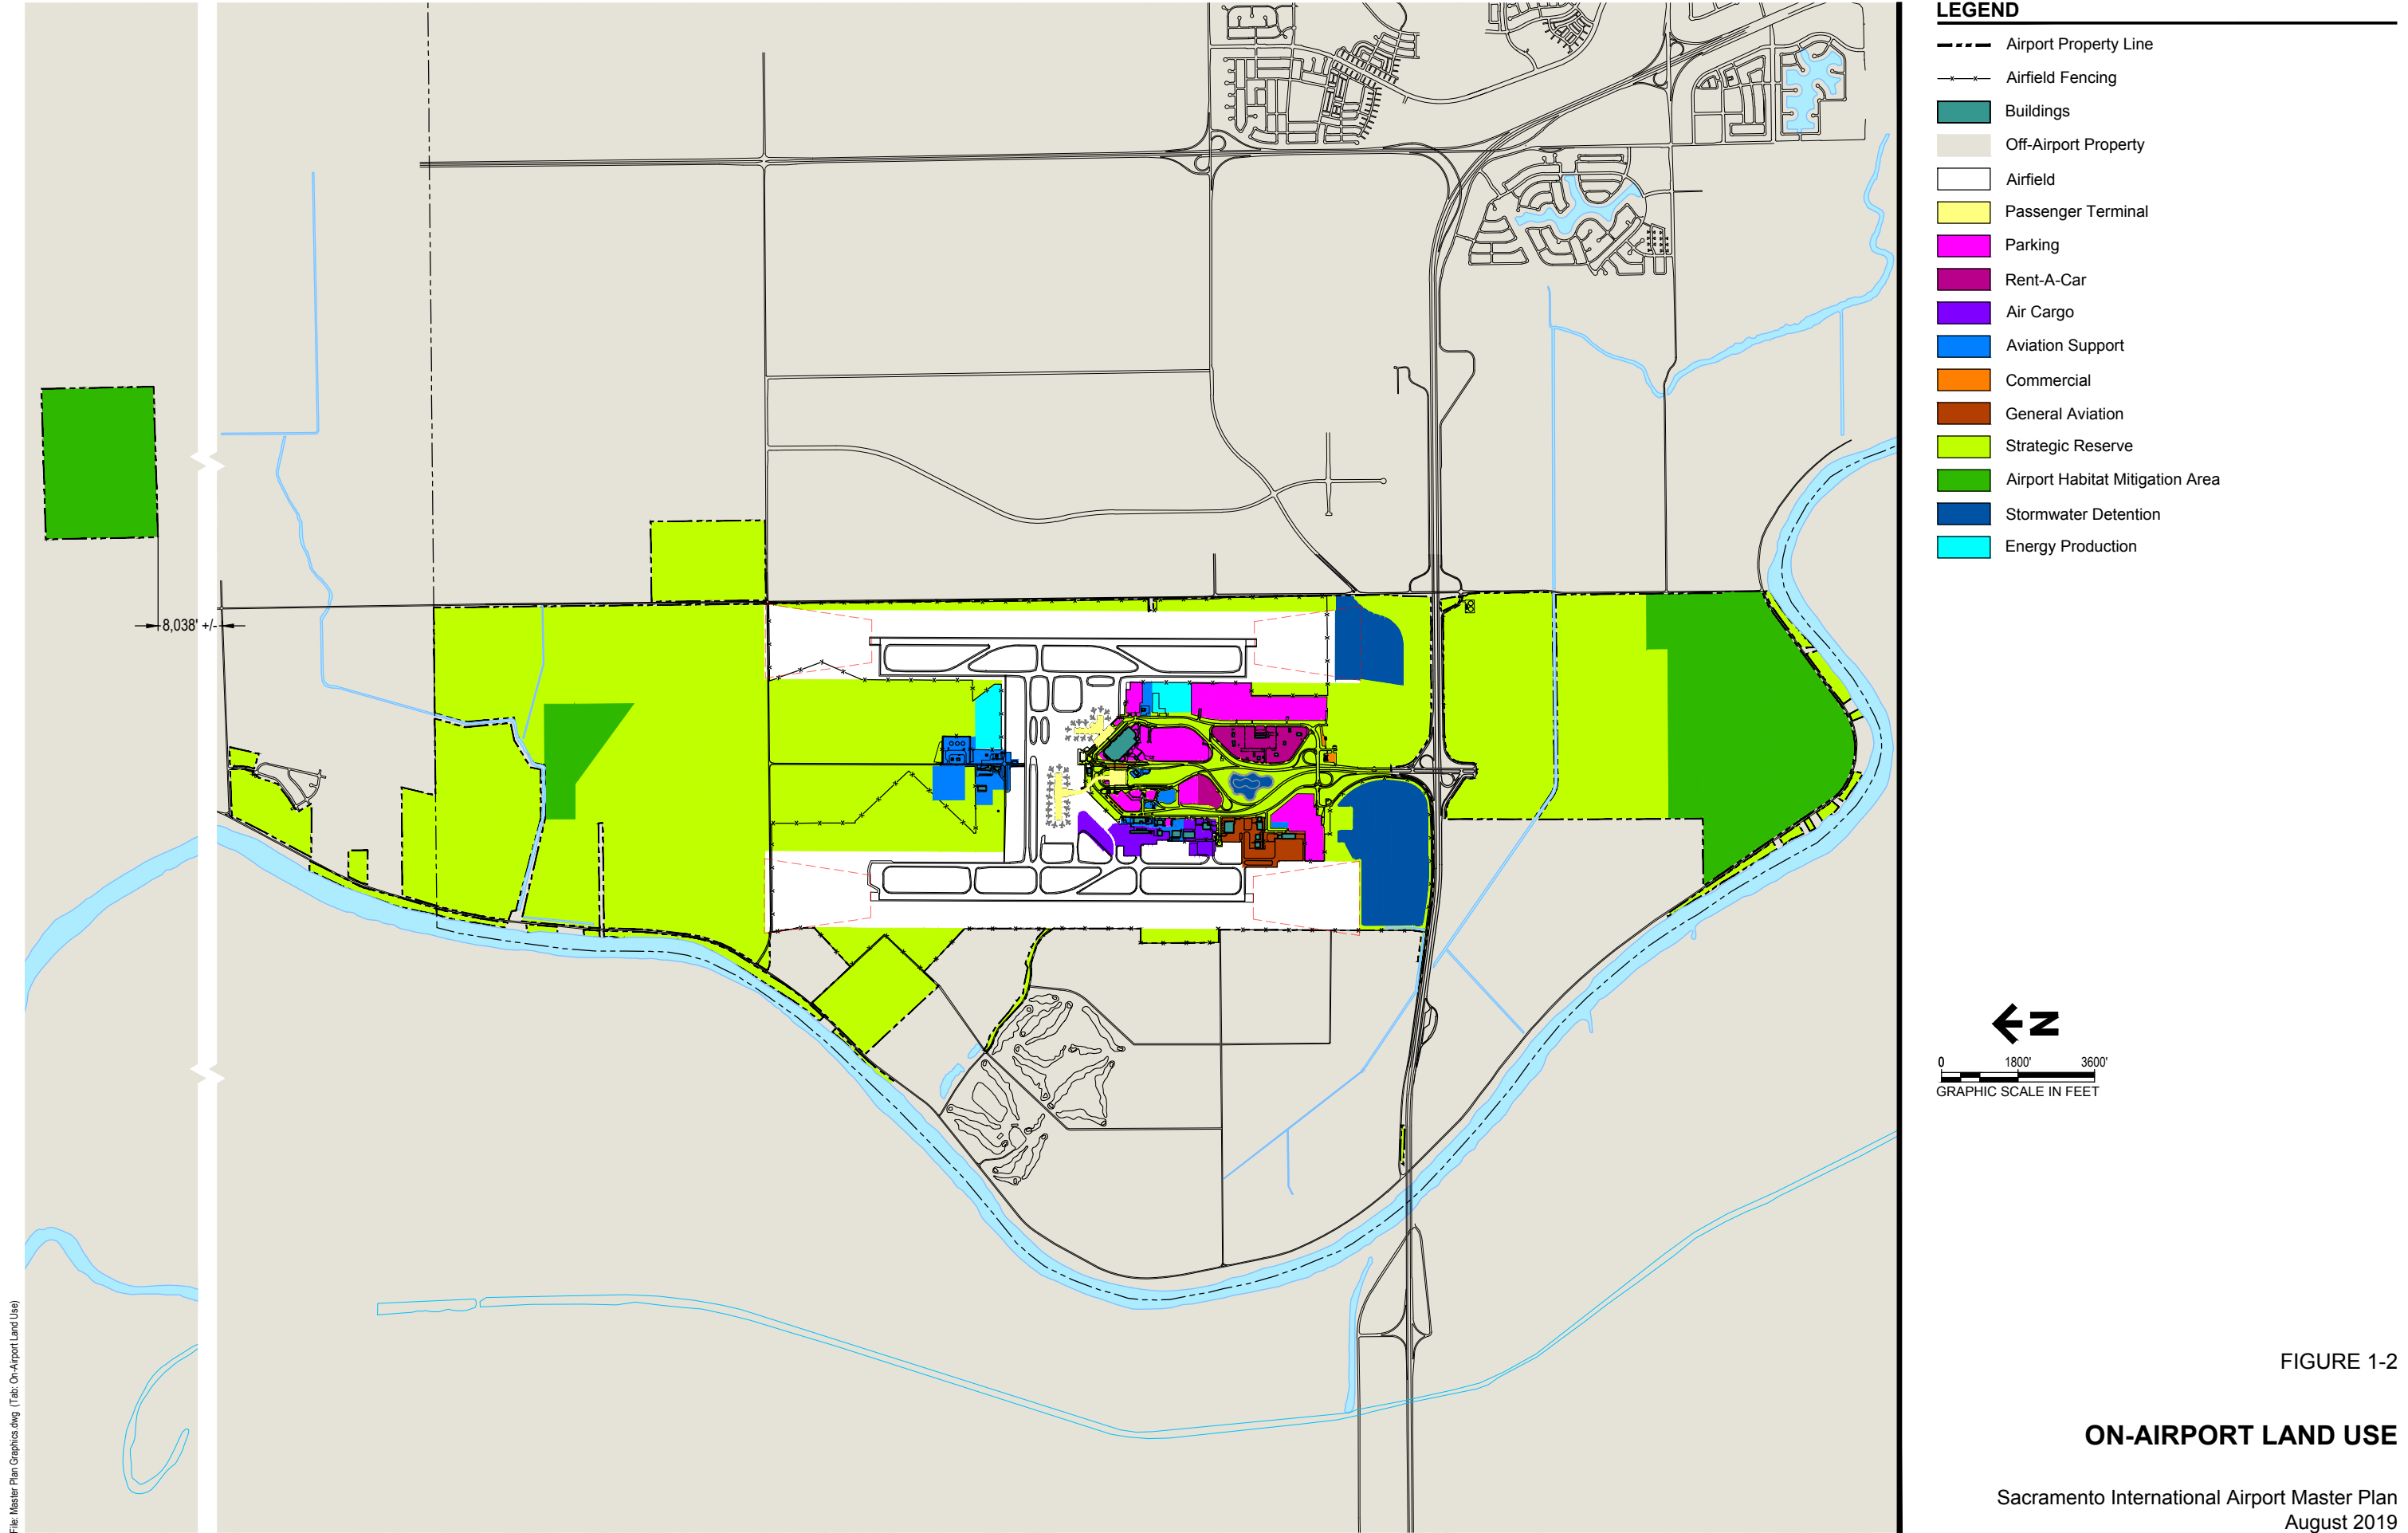 LEGEND
Airport Property Line
Airfield Fencing
Buildings
Off-Airport Property
Airfield
Passenger Terminal
Parking
Rent-A-Car
Air Cargo
Aviation Support
Commercial
General Aviation
Strategic Reserve
Airport Habitat Mitigation Area
Stormwater Detention
Energy Production
8,038' +/-
N
0 1800' 3600'
GRAPHIC SCALE IN FEET
FIGURE 1-2
ON-AIRPORT LAND USE
Sacramento International Airport Master Plan
August 2019
File: Master Plan Graphics.dwg (Tab: On-Airport Land Use)